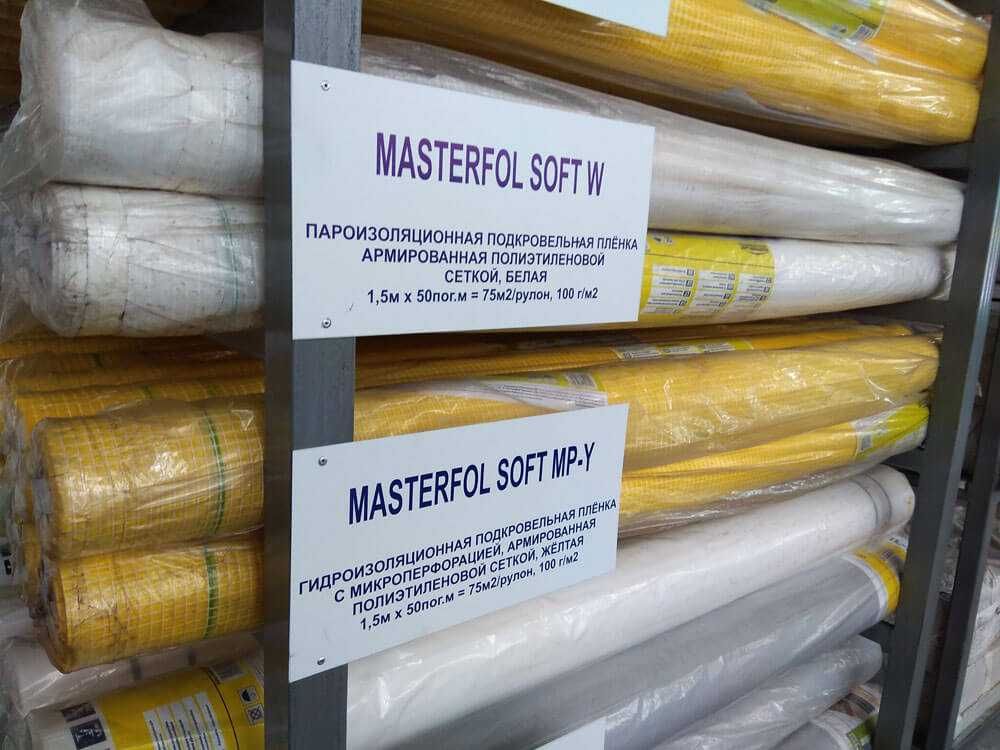 MASTERFOL SOFT W
ПАРОИЗОЛЯЦИОННАЯ ПОДКРОВЕЛЬНАЯ ПЛЁНКА
АРМИРОВАННАЯ ПОЛИЭТИЛЕНОВОЙ
СЕТКОЙ, БЕЛАЯ
1,5м х 50пог.м = 75м2/рулон, 100 г/м2
MASTERFOL SOFT MP-Y
ГИДРОИЗОЛЯЦИОННАЯ ПОДКРОВЕЛЬНАЯ ПЛЁНКА
С МИКРОПЕРФОРАЦИЕЙ, АРМИРОВАННАЯ
ПОЛИЭТИЛЕНОВОЙ СЕТКОЙ, ЖЁЛТАЯ
1,5м х 50пог.м = 75м2/рулон, 100 г/м2